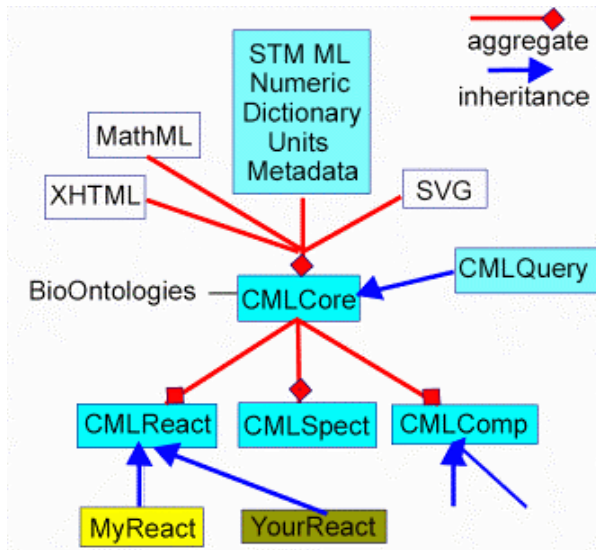 STM ML
Numeric
Dictionary
Units
Metadata
aggregate
inheritance
MathML
XHTML
SVG
BioOntologies
CMLCore
CMLQuery
CMLReact
CMLSpect
CMLComp
MyReact
YourReact